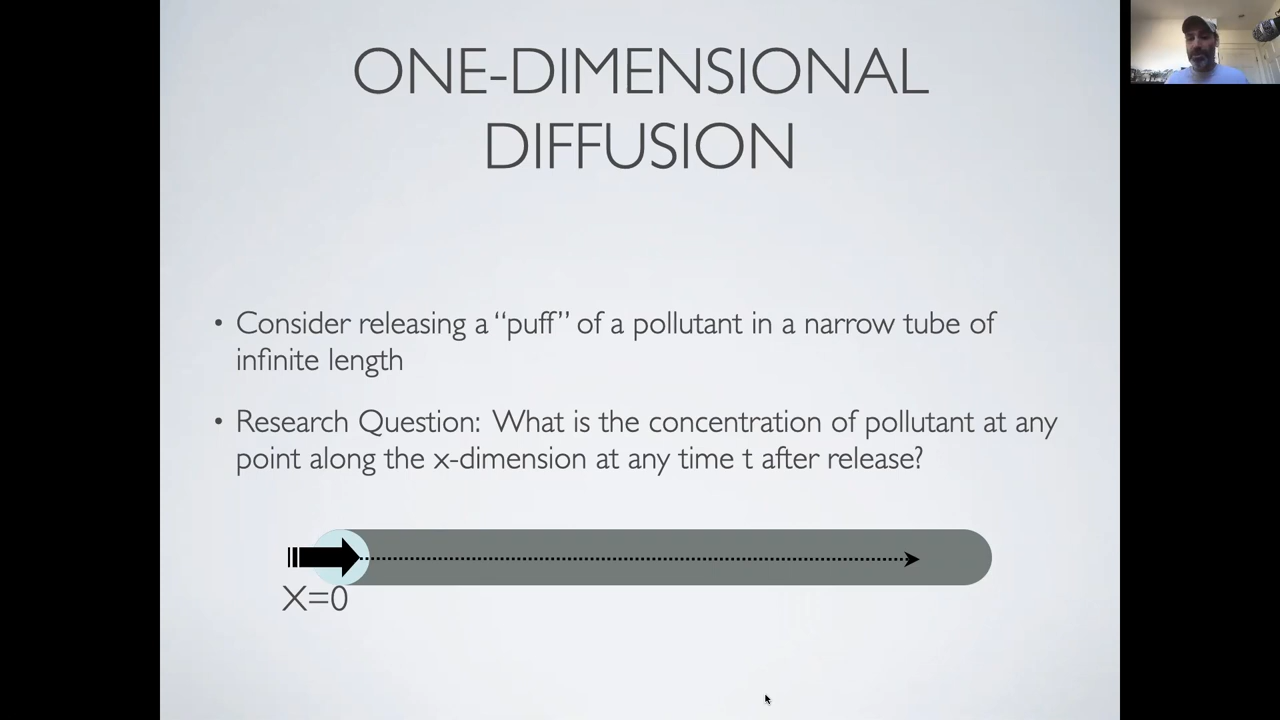 ONE-DIMENSIONAL
DIFFUSION
• Consider releasing a “puff” of a pollutant in a narrow tube of
infinite length
• Research Question: What is the concentration of pollutant at any
point along the x-dimension at any time t after release?
X=0